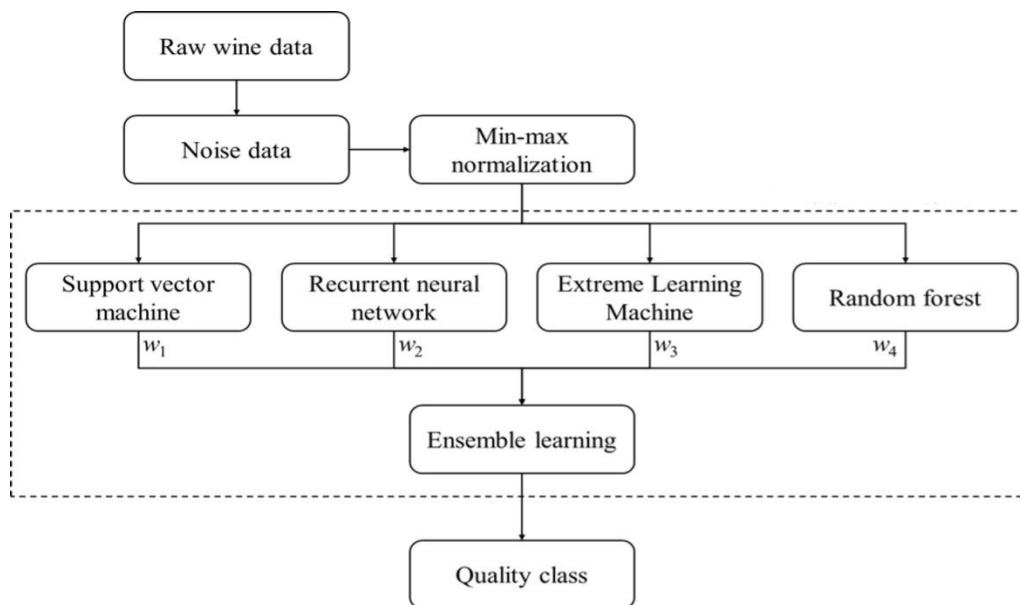 Raw wine data
Noise data
Min-max
normalization
Support vector
machine
Recurrent neural
network
Extreme Learning
Machine
Random forest
w1
w2
w3
w4
Ensemble learning
Quality class